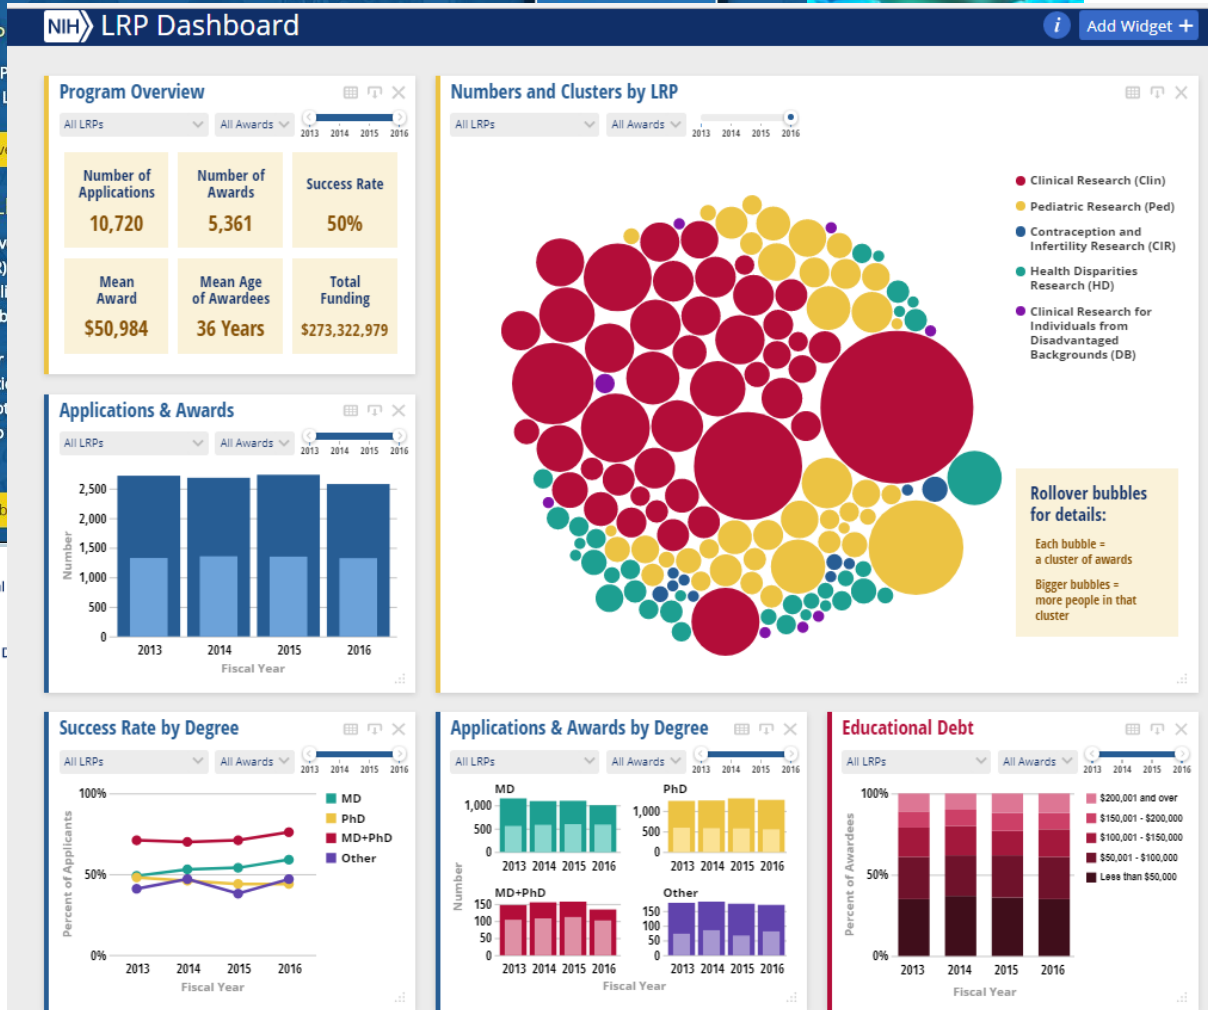 NIH LRP Dashboard
i
Add Widget +
Program Overview
All LRPs
All Awards
2013 2014 2015 2016
Number of
Applications
10,720
Number of
Awards
5,361
Success Rate
50%
Mean
Award
$50,984
Mean Age
of Awardees
36 Years
Total
Funding
$273,322,979
Numbers and Clusters by LRP
All LRPs
All Awards
2013 2014 2015 2016
Clinical Research (Clin)
Pediatric Research (Ped)
Contraception and
Infertility Research (CIR)
Health Disparities
Research (HD)
Clinical Research for
Individuals from
Disadvantaged
Backgrounds (DB)
Rollover bubbles
for details:
Each bubble =
a cluster of awards
Bigger bubbles =
more people in that
cluster
Applications & Awards
All LRPs
All Awards
2013 2014 2015 2016
Number
2,500
2,000
1,500
1,000
500
0
2013 2014 2015 2016
Fiscal Year
Success Rate by Degree
All LRPs
All Awards
2013 2014 2015 2016
Percent of Applicants
100%
50%
0%
2013 2014 2015 2016
Fiscal Year
MD
PhD
MD+PhD
Other
Applications & Awards by Degree
All LRPs
All Awards
2013 2014 2015 2016
Number
MD
1,000
500
0
2013 2014 2015 2016
PhD
1,000
500
0
2013 2014 2015 2016
MD+PhD
150
100
50
0
2013 2014 2015 2016
Other
150
100
50
0
2013 2014 2015 2016
Fiscal Year
Educational Debt
All LRPs
All Awards
2013 2014 2015 2016
Percent of Awardees
100%
50%
0%
2013 2014 2015 2016
Fiscal Year
$200,001 and over
$150,001 - $200,000
$100,001 - $150,000
$50,001 - $100,000
Less than $50,000